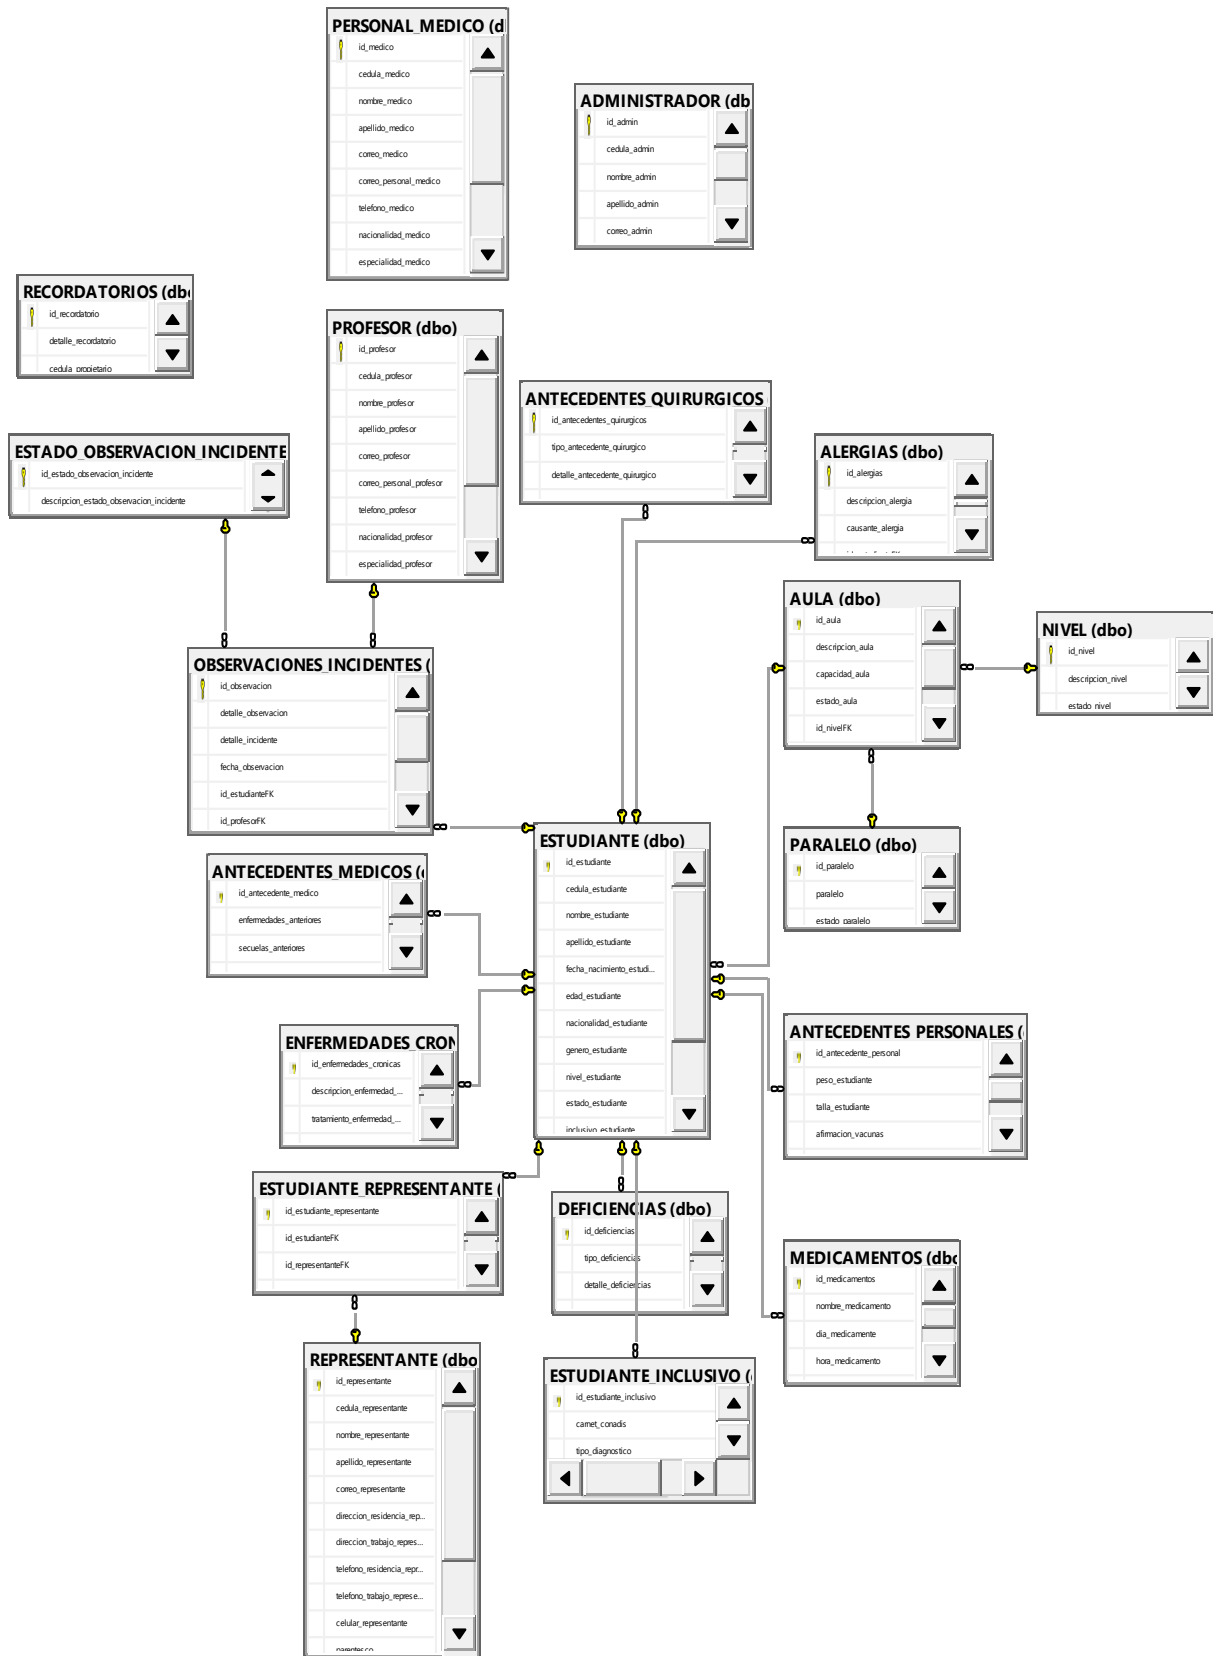 PERSONAL_MEDICO (d
id_medico
cedula_medico
nombre_medico
apellido_medico
correo_medico
correo_personal_medico
telefono_medico
nacionalidad_medico
especialidad_medico
ADMINISTRADOR (db
id_admin
cedula_admin
nombre_admin
apellido_admin
correo_admin
RECORDATORIOS (dbo
id_recordatorio
detalle_recordatorio
cedula_propietario
PROFESOR (dbo)
id_profesor
cedula_profesor
nombre_profesor
apellido_profesor
correo_profesor
correo_personal_profesor
telefono_profesor
nacionalidad_profesor
especialidad_profesor
ANTECEDENTES_QUIRURGICOS
id_antecedentes_quirurgicos
tipo_antecedente_quirurgico
detalle_antecedente_quirurgico
ESTADO_OBSERVACION_INCIDENTE
id_estado_observacion_incidente
descripcion_estado_observacion_incidente
ALERGIAS (dbo)
id_alergias
descripcion_alergia
causante_alergia
AULA (dbo)
id_aula
descripcion_aula
capacidad_aula
estado_aula
id_nivelFK
NIVEL (dbo)
id_nivel
descripcion_nivel
estado_nivel
OBSERVACIONES_INCIDENTES (
id_observacion
detalle_observacion
detalle_incidente
fecha_observacion
id_estudianteFK
id_profesorFK
ESTUDIANTE (dbo)
id_estudiante
cedula_estudiante
nombre_estudiante
apellido_estudiante
fecha_nacimiento_estudi...
edad_estudiante
nacionalidad_estudiante
genero_estudiante
nivel_estudiante
estado_estudiante
inclusivo_estudiante
PARALELO (dbo)
id_paralelo
paralelo
estado_paralelo
ANTECEDENTES_MEDICOS (
id_antecedente_medico
enfermedades_anteriores
secuelas_anteriores
ANTECEDENTES_PERSONALES (
id_antecedente_personal
peso_estudiante
talla_estudiante
afirmacion_vacunas
ENFERMEDADES_CRON
id_enfermedades_cronicas
descripcion_enfermedad_...
tratamiento_enfermedad_...
ESTUDIANTE_REPRESENTANTE (
id_estudiante_representante
id_estudianteFK
id_representanteFK
DEFICIENCIAS (dbo)
id_deficiencias
tipo_deficiencias
detalle_deficiencias
MEDICAMENTOS (dbo
id_medicamentos
nombre_medicamento
dia_medicamente
hora_medicamento
REPRESENTANTE (dbo
id_representante
cedula_representante
nombre_representante
apellido_representante
correo_representante
direccion_residencia_rep...
direccion_trabajo_repres...
telefono_residencia_repr...
telefono_trabajo_represe...
celular_representante
parentesco
ESTUDIANTE_INCLUSIVO (
id_estudiante_inclusivo
carnet_conadis
tipo_diagnostico